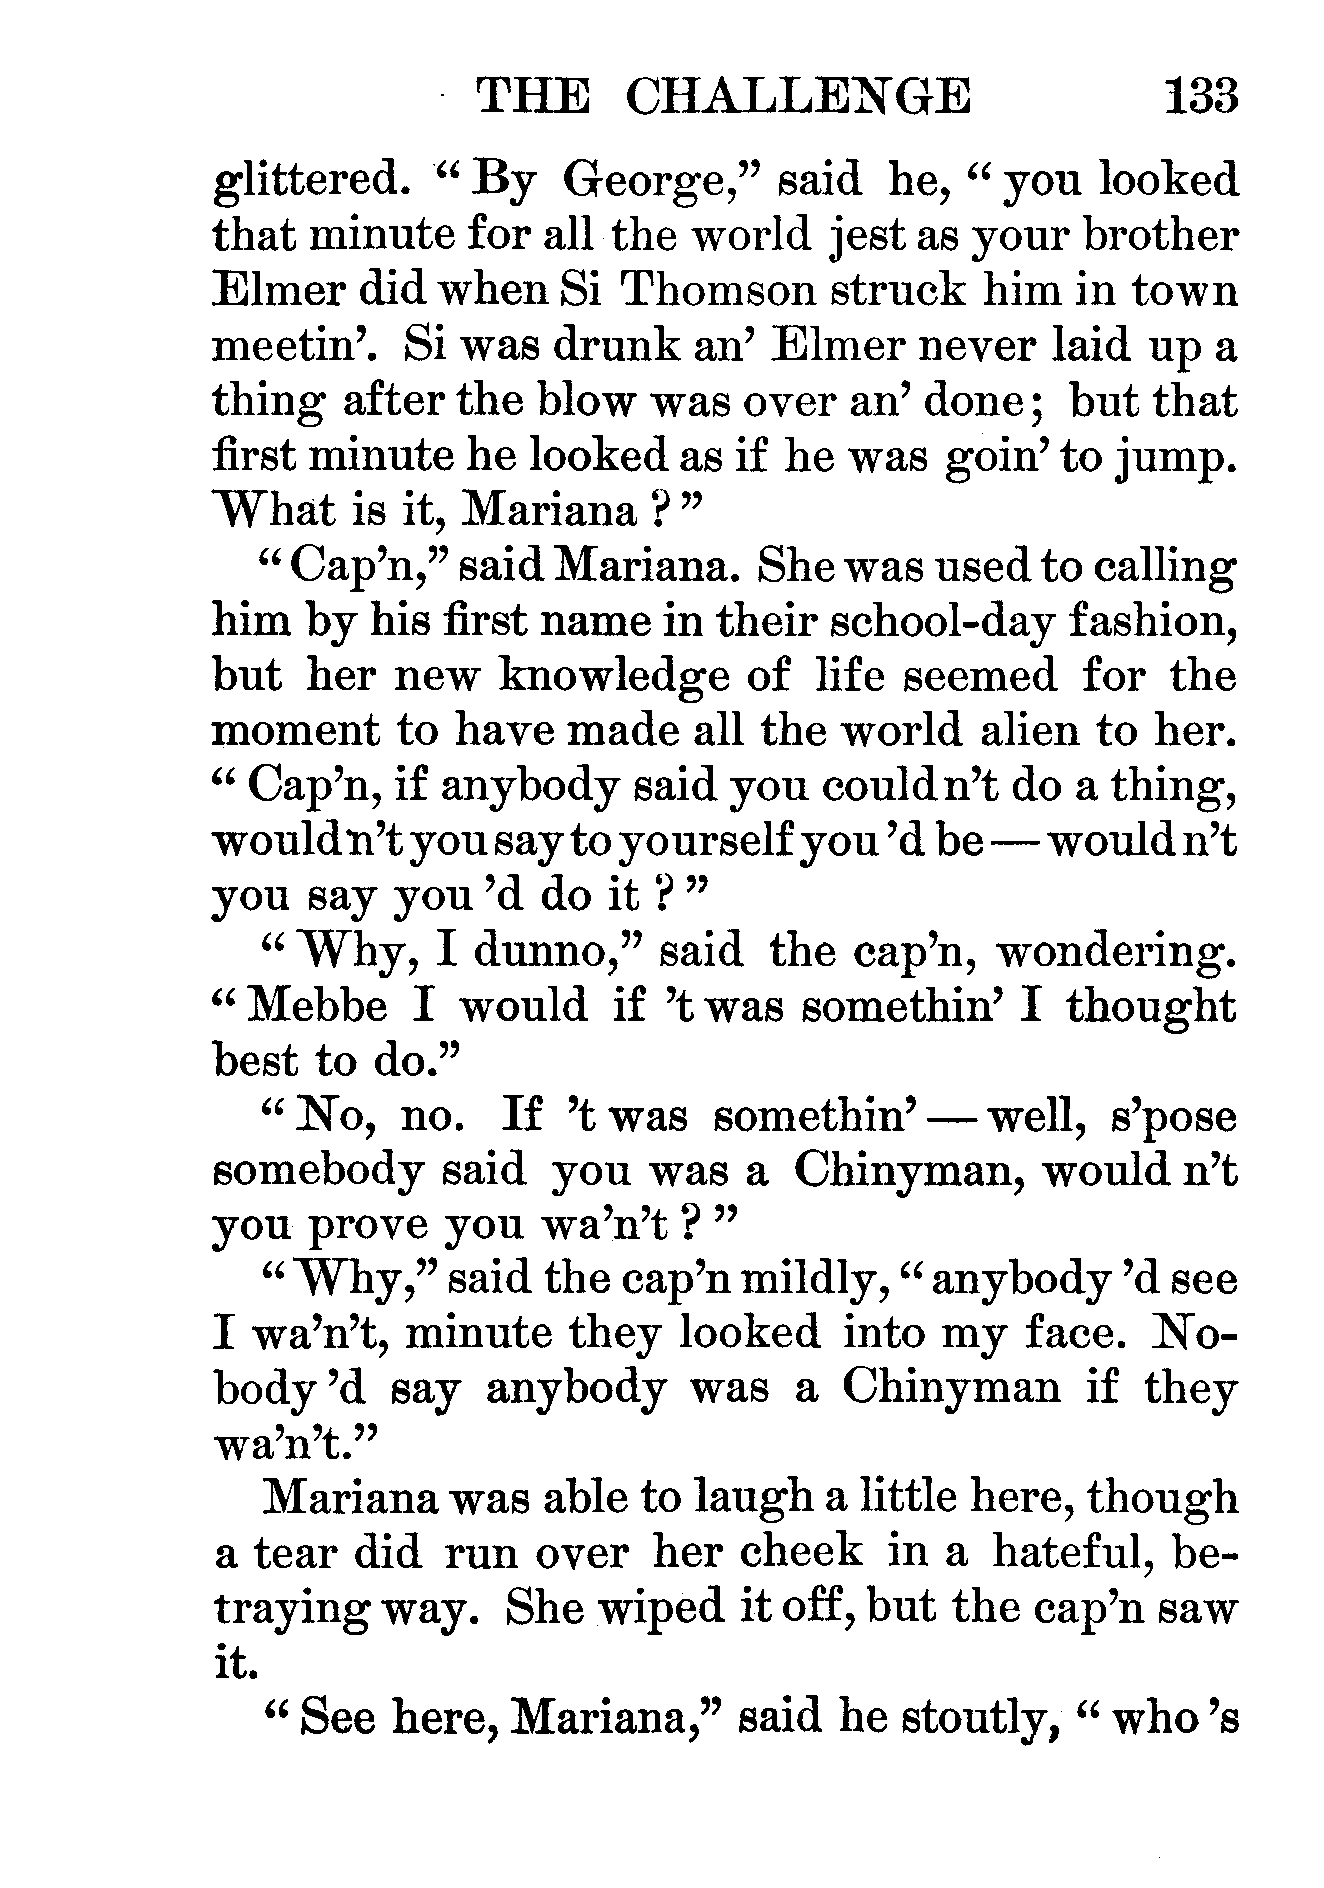 THE CHALLENGE 133
glittered. “ By George,” said he, “ you looked
that minute for all the world jest as your brother
Elmer did when Si Thomson struck him in town
meetin’. Si was drunk an’ Elmer never laid up a
thing after the blow was over an’ done ; but that
first minute he looked as if he was goin’ to jump.
What is it, Mariana ? ”
“ Cap’n,” said Mariana. She was used to calling
him by his first name in their school-day fashion,
but her new knowledge of life seemed for the
moment to have made all the world alien to her.
“ Cap’n, if anybody said you couldn’t do a thing,
wouldn’t you say to yourself you ’d be — wouldn’t
you say you ’d do it ? ”
“ Why, I dunno,” said the cap’n, wondering.
“ Mebbe I would if ’t was somethin’ I thought
best to do.”
“ No, no. If ’t was somethin’ — well, s’pose
somebody said you was a Chinyman, would n’t
you prove you wa’n’t ? ”
“ Why,” said the cap’n mildly, “ anybody ’d see
I wa’n’t, minute they looked into my face. No-
body ’d say anybody was a Chinyman if they
wa’n’t.”
Mariana was able to laugh a little here, though
a tear did run over her cheek in a hateful, be-
traying way. She wiped it off, but the cap’n saw
it.
“ See here, Mariana,” said he stoutly, “ who ’s